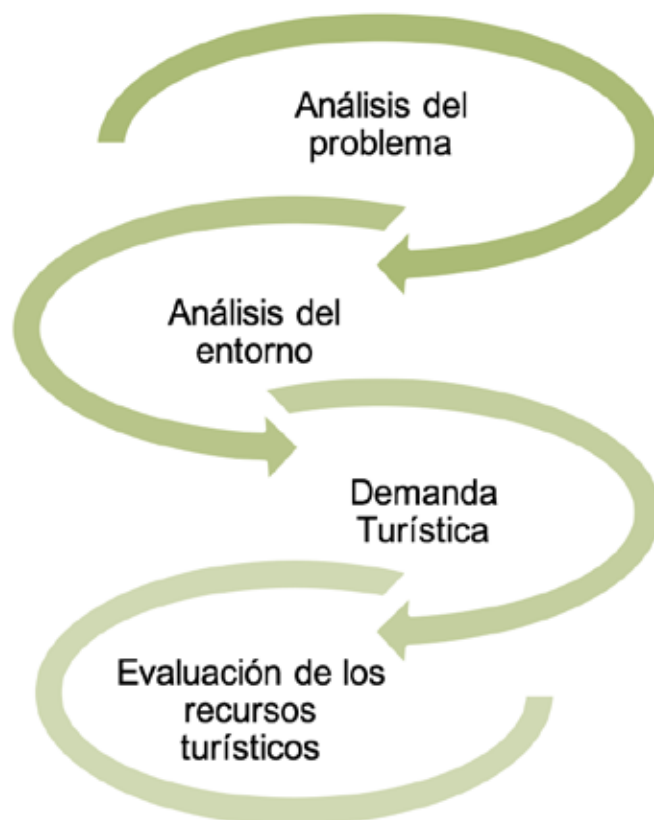 Análisis del
problema
Análisis del
entorno
Demanda
Turística
Evaluación de los
recursos
turísticos